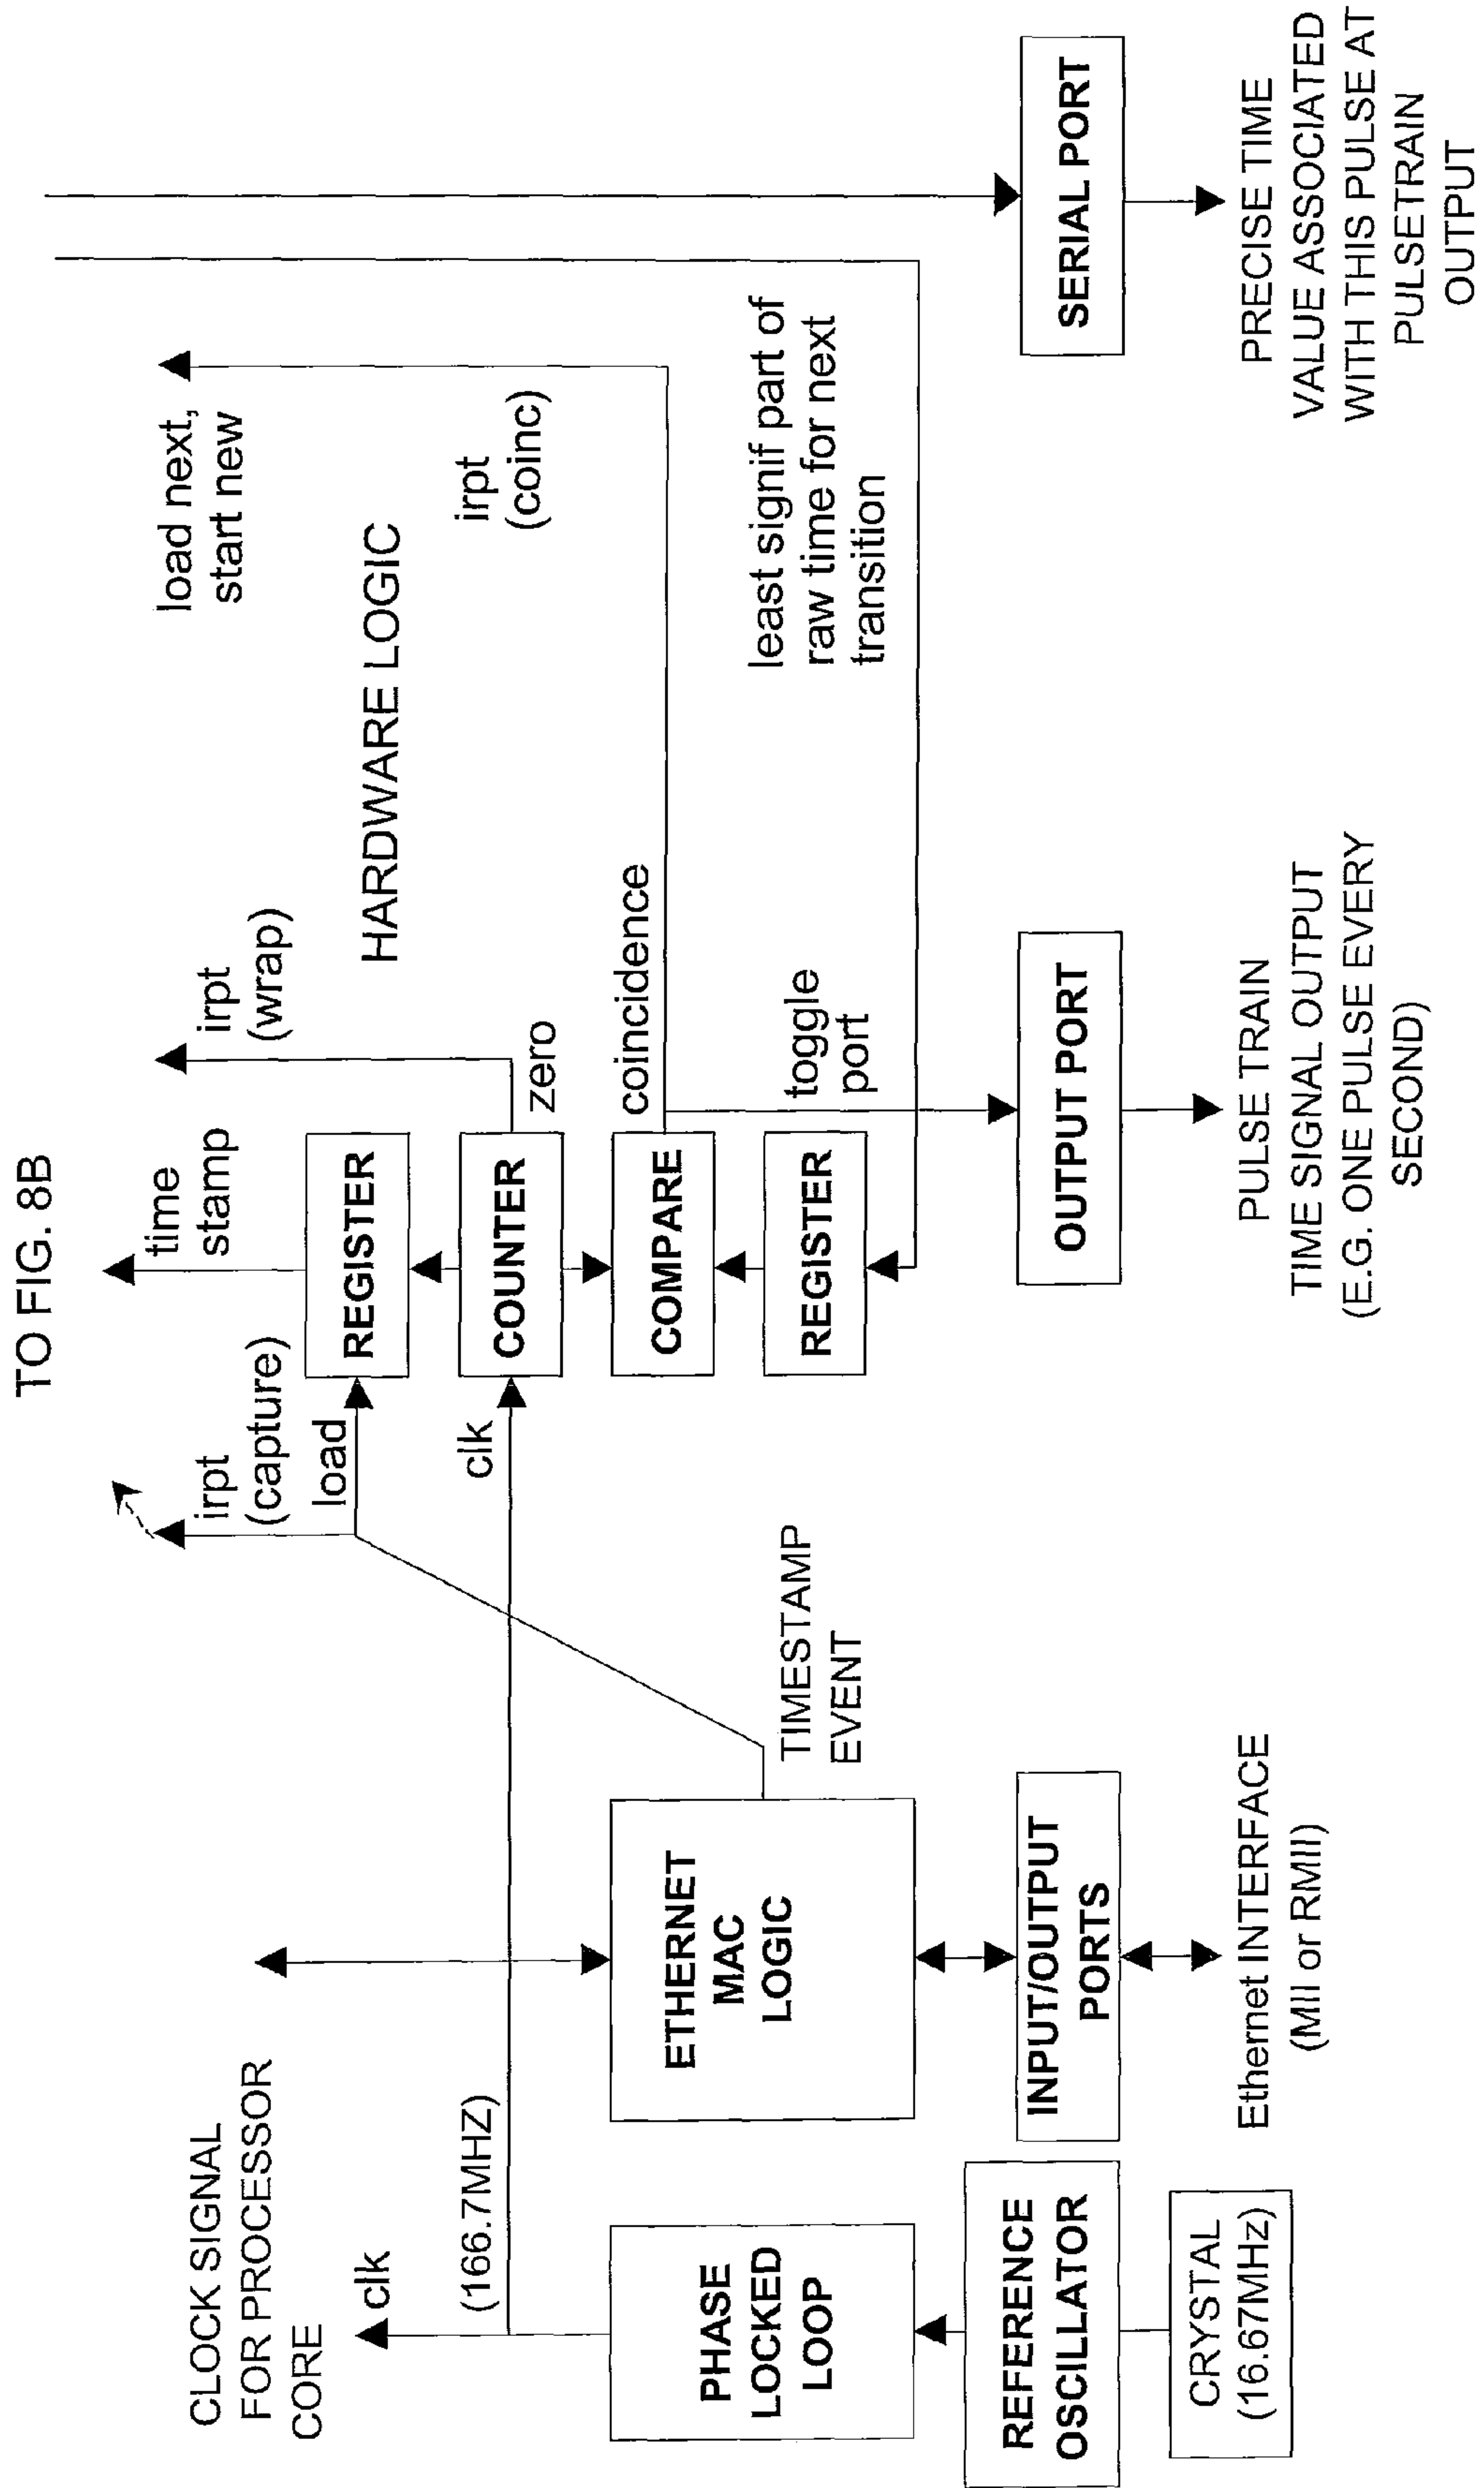 TO FIG. 8B
CLOCK SIGNAL
FOR PROCESSOR
CORE
clk
(166.7MHZ)
PHASE
LOCKED
LOOP
REFERENCE
OSCILLATOR
CRYSTAL
(16.67MHz)
ETHERNET
MAC
LOGIC
INPUT/OUTPUT
PORTS
Ethernet INTERFACE
(MII or RMII)
TIMESTAMP
EVENT
irpt
(capture)
load
clk
time
stamp
REGISTER
COUNTER
COMPARE
REGISTER
irpt
(wrap)
zero
coincidence
toggle
port
OUTPUT PORT
PULSE TRAIN
TIME SIGNAL OUTPUT
(E.G. ONE PULSE EVERY
SECOND)
HARDWARE LOGIC
load next,
start new
irpt
(coinc)
least signif part of
raw time for next
transition
SERIAL PORT
PRECISE TIME
VALUE ASSOCIATED
WITH THIS PULSE AT
PULSETRAIN
OUTPUT